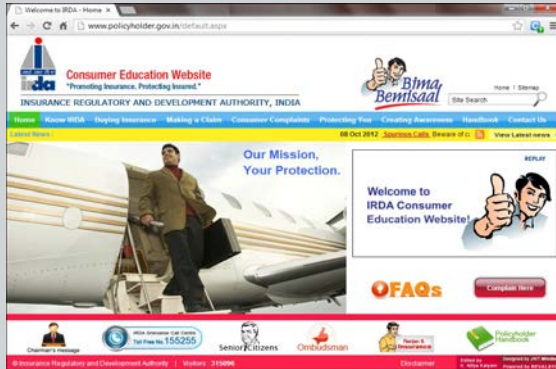 Welcome to IRDA - Home
www.policyholder.gov.in/default.aspx
irda
Consumer Education Website
"Promoting Insurance. Protecting Insured."
INSURANCE REGULATORY AND DEVELOPMENT AUTHORITY, INDIA
Bima
Bemisaal
Home | Sitemap
Site Search
Home Know IRDA Buying Insurance Making a Claim Consumer Complaints Protecting You Creating Awareness Handbook Contact Us
Latest News :
08 Oct 2012 Spurious Calls Beware of
View Latest news
Our Mission,
Your Protection.
REPLAY
Welcome to
IRDA Consumer
Education Website!
FAQs
Complain Here
Chairman's message
IRDA Grievance Call Centre
Toll Free No. 155255
Senior Citizens
Ombudsman
Insurance
Policyholder
Handbook
© Insurance Regulatory and Development Authority | Visitors : 315096
Disclaimer